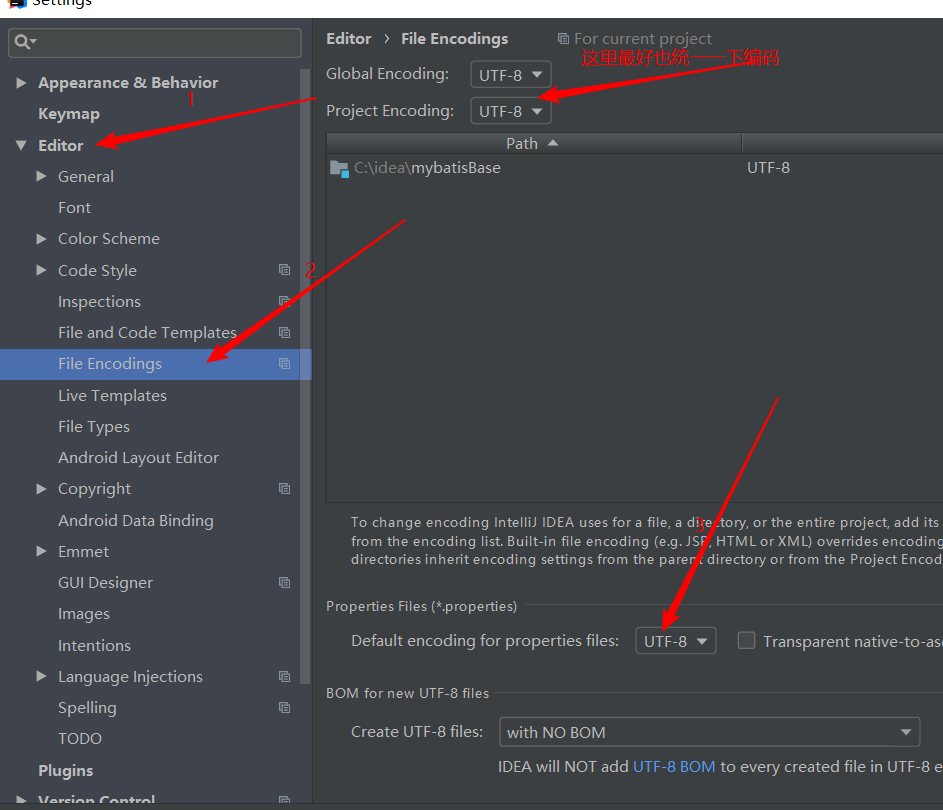 Settings
Editor › File Encodings
For current project
这里最好也统一一下编码
Global Encoding: UTF-8
Appearance & Behavior
1
Project Encoding: UTF-8
Keymap
Path
Editor
C:\idea\mybatisBase UTF-8
General
Font
Color Scheme
Code Style
2
Inspections
File and Code Templates
File Encodings
Live Templates
File Types
Android Layout Editor
Copyright
Android Data Binding
Emmet
GUI Designer
Images
Intentions
Language Injections
Spelling
TODO
Plugins
Version Control
To change encoding IntelliJ IDEA uses for a file, a directory, or the entire project, add its
3
from the encoding list. Built-in file encoding (e.g. JSP, HTML or XML) overrides encoding
directories inherit encoding settings from the parent directory or from the Project Encod
Properties Files (*.properties)
Default encoding for properties files: UTF-8 Transparent native-to-as
BOM for new UTF-8 files
Create UTF-8 files: with NO BOM
IDEA will NOT add UTF-8 BOM to every created file in UTF-8 e